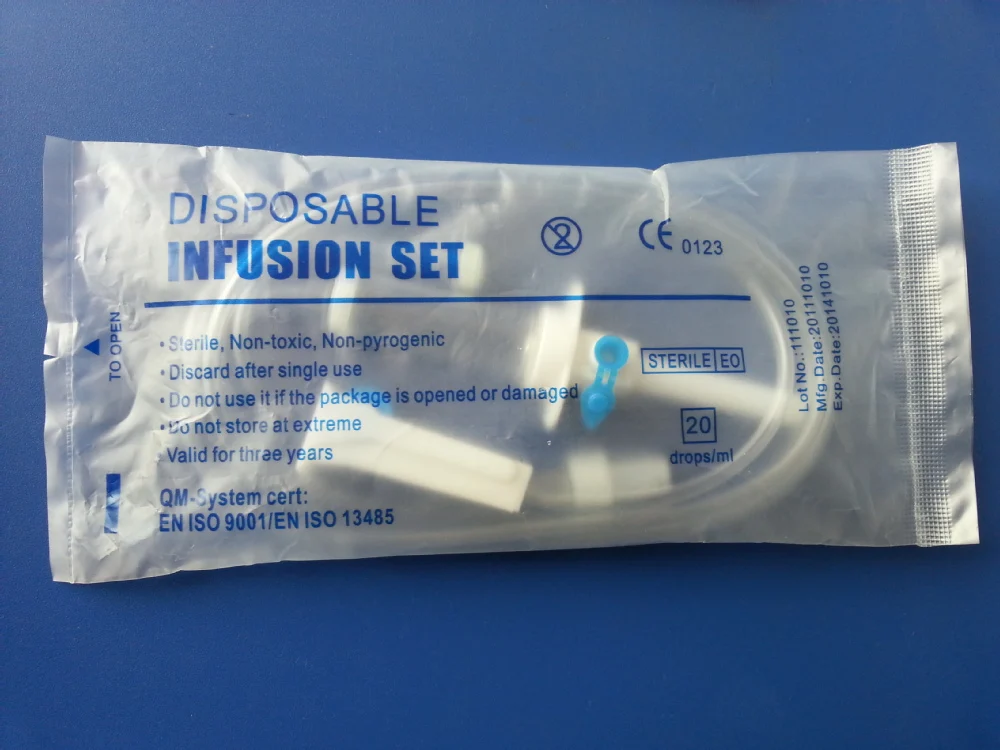 DISPOSABLE
INFUSION SET
CE 0123
• Sterile, Non-toxic, Non-pyrogenic
• Discard after single use
• Do not use it if the package is opened or damaged
• Do not store at extreme
Valid for three years
QM-System cert:
EN ISO 9001/EN ISO 13485
STERILE EO
20
drops/ml
Lot No.:111010
Mfg.Date:20111010
Exp.Date:20141010
TO OPEN
2